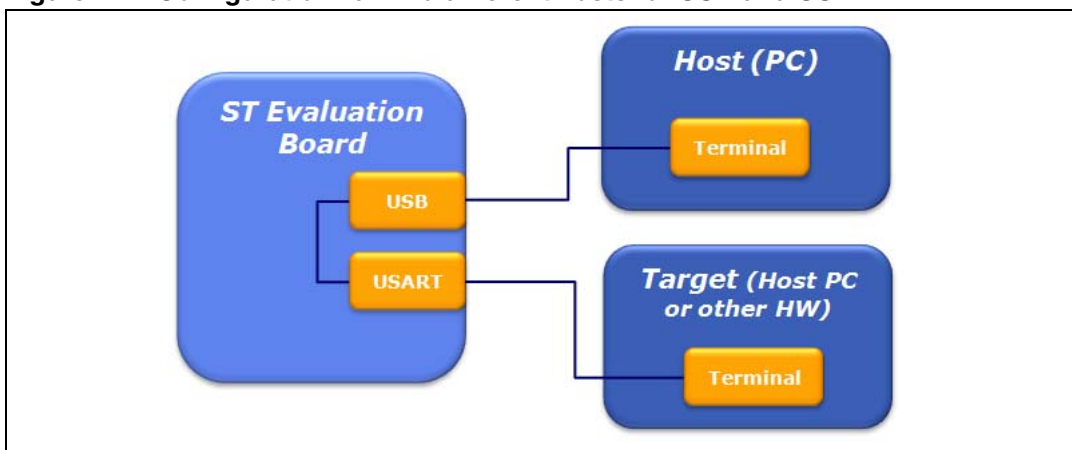 Host (PC)
ST Evaluation
Board
Terminal
USB
USART
Target (Host PC
or other HW)
Terminal